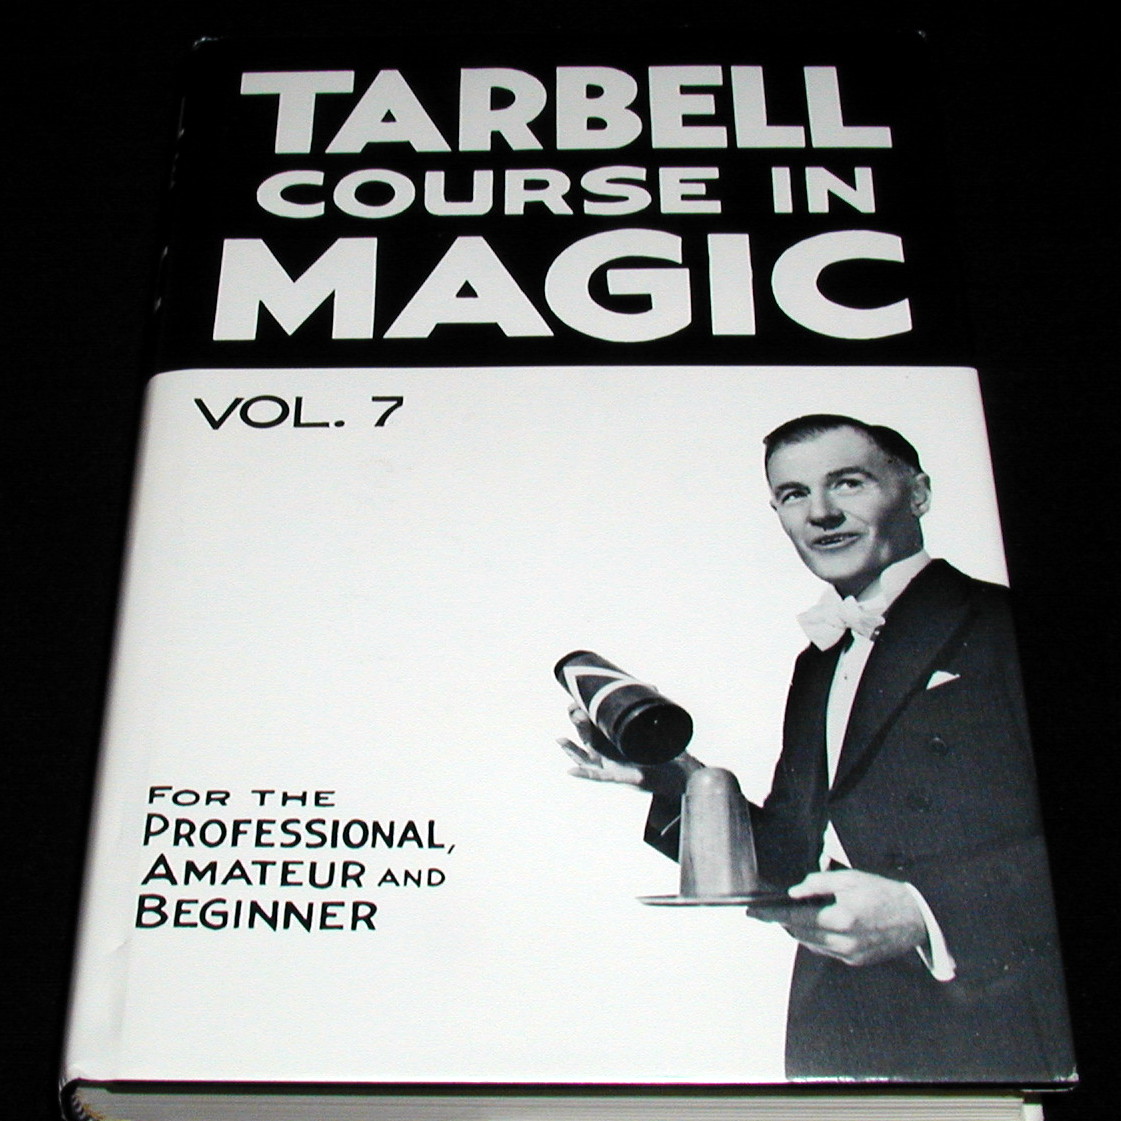 TARBELL
COURSE IN
MAGIC
VOL. 7
FOR THE
PROFESSIONAL,
AMATEUR AND
BEGINNER